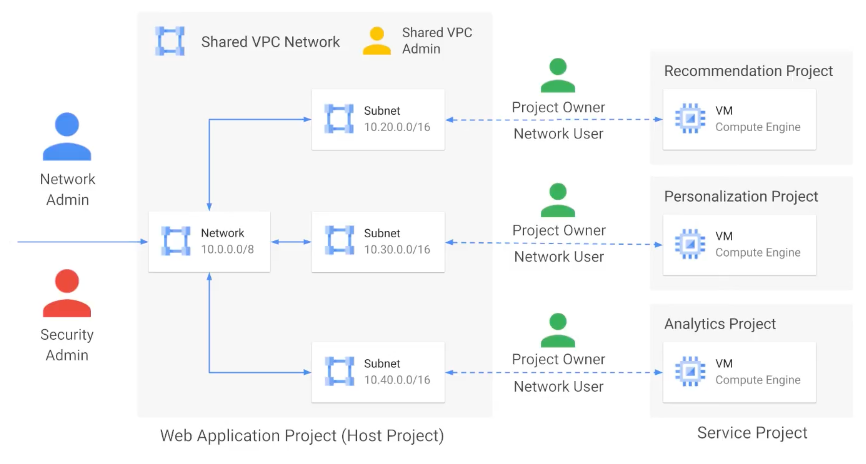 Shared VPC Network
Shared VPC
Admin
Network
Admin
Security
Admin
Network
10.0.0.0/8
Subnet
10.20.0.0/16
Subnet
10.30.0.0/16
Subnet
10.40.0.0/16
Web Application Project (Host Project)
Project Owner
Network User
Project Owner
Network User
Project Owner
Network User
Recommendation Project
VM
Compute Engine
Personalization Project
VM
Compute Engine
Analytics Project
VM
Compute Engine
Service Project